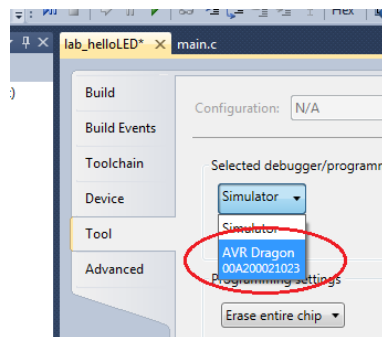 Hex
lab_helloLED* × main.c
Build
Configuration: N/A
Build Events
Toolchain
Selected debugger/programm
Device
Simulator
Tool
Simulator
AVR Dragon
00A200021023
Advanced
Programming settings
Erase entire chip